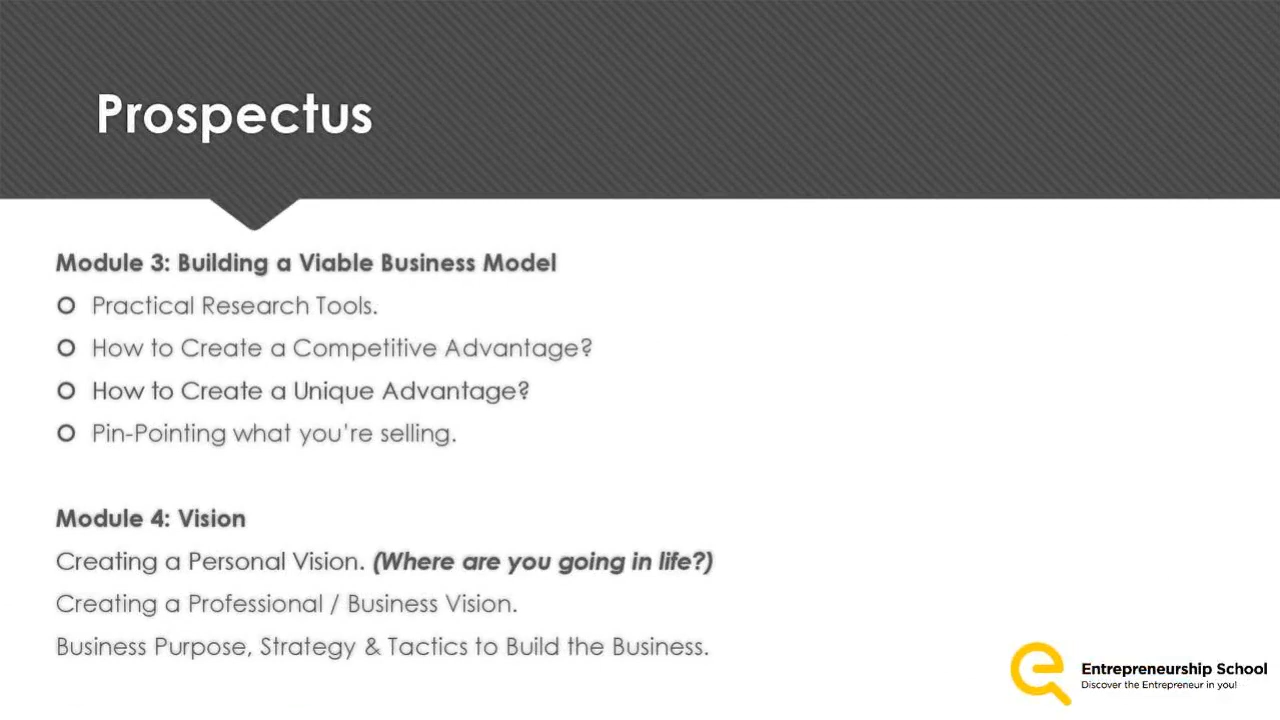 Prospectus
Module 3: Building a Viable Business Model
Practical Research Tools.
How to Create a Competitive Advantage?
How to Create a Unique Advantage?
Pin-Pointing what you're selling.
Module 4: Vision
Creating a Personal Vision. (Where are you going in life?)
Creating a Professional / Business Vision.
Business Purpose, Strategy & Tactics to Build the Business.
Entrepreneurship School
Discover the Entrepreneur in you!